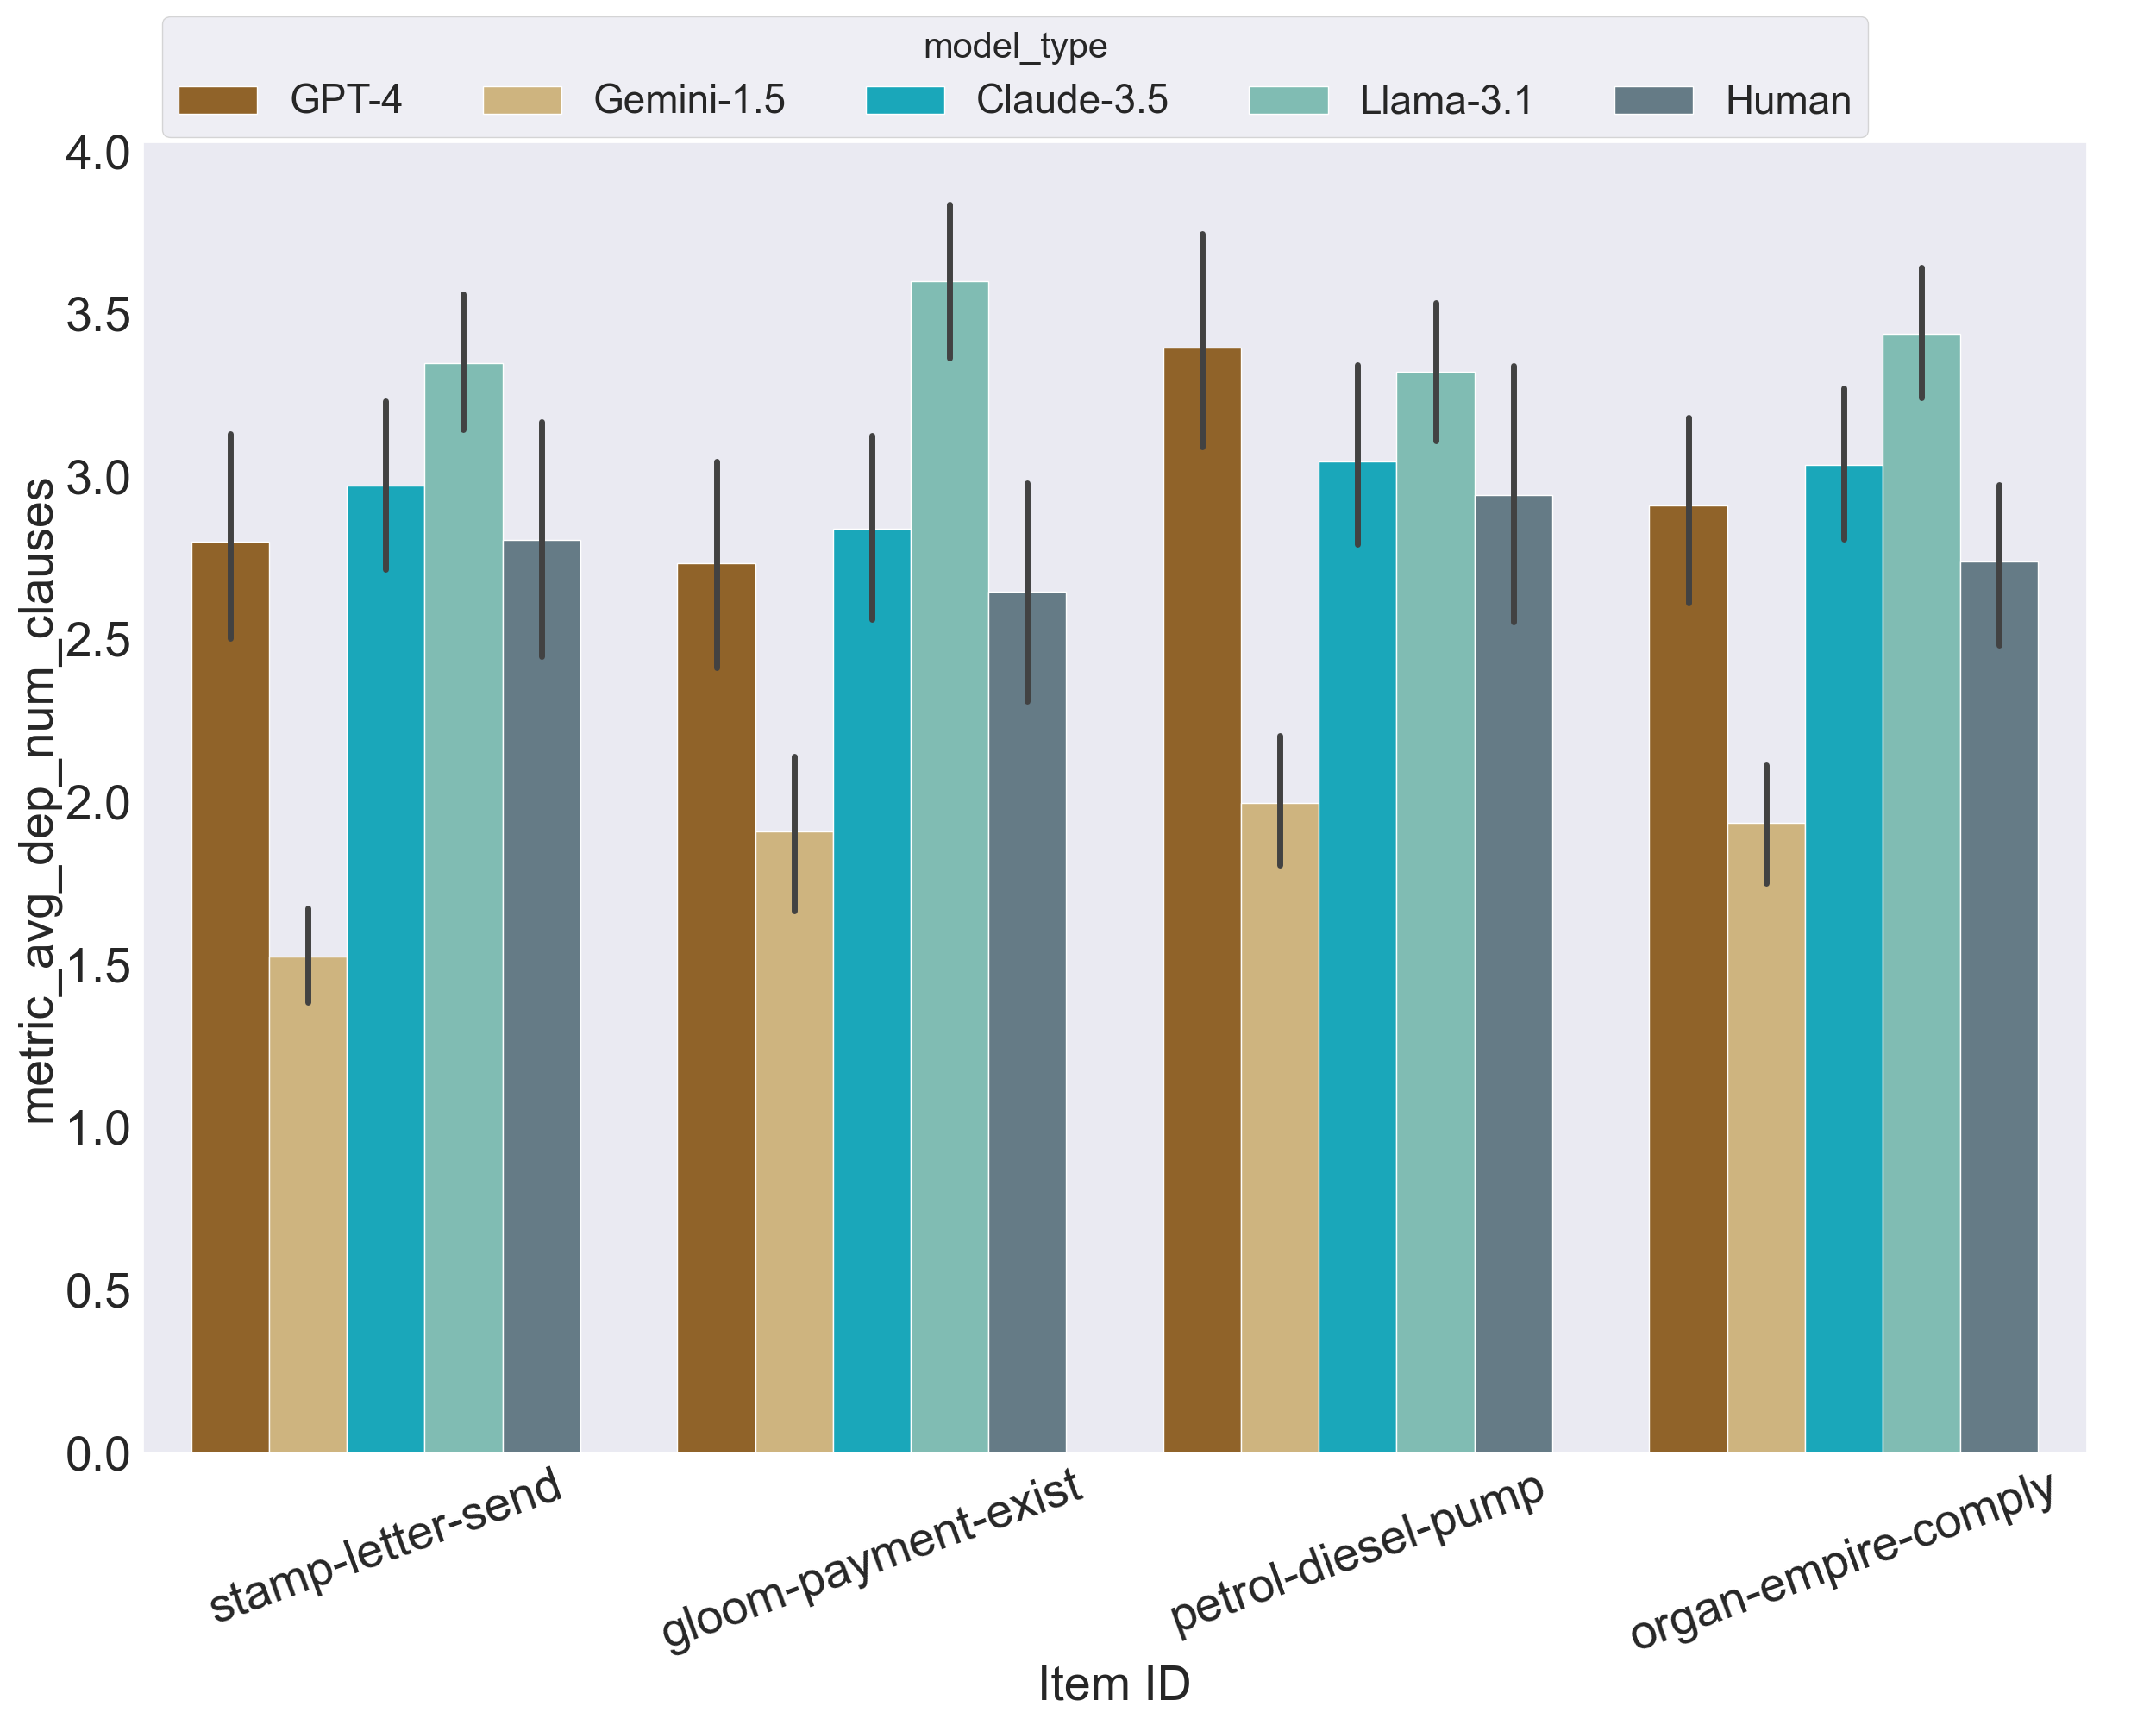 model_type
GPT-4 Gemini-1.5 Claude-3.5 Llama-3.1 Human
4.0
3.5
3.0
2.5
2.0
1.5
1.0
0.5
0.0
metric_avg_dep_num_clauses
stamp-letter-send
gloom-payment-exist
petrol-diesel-pump
organ-empire-comply
Item ID